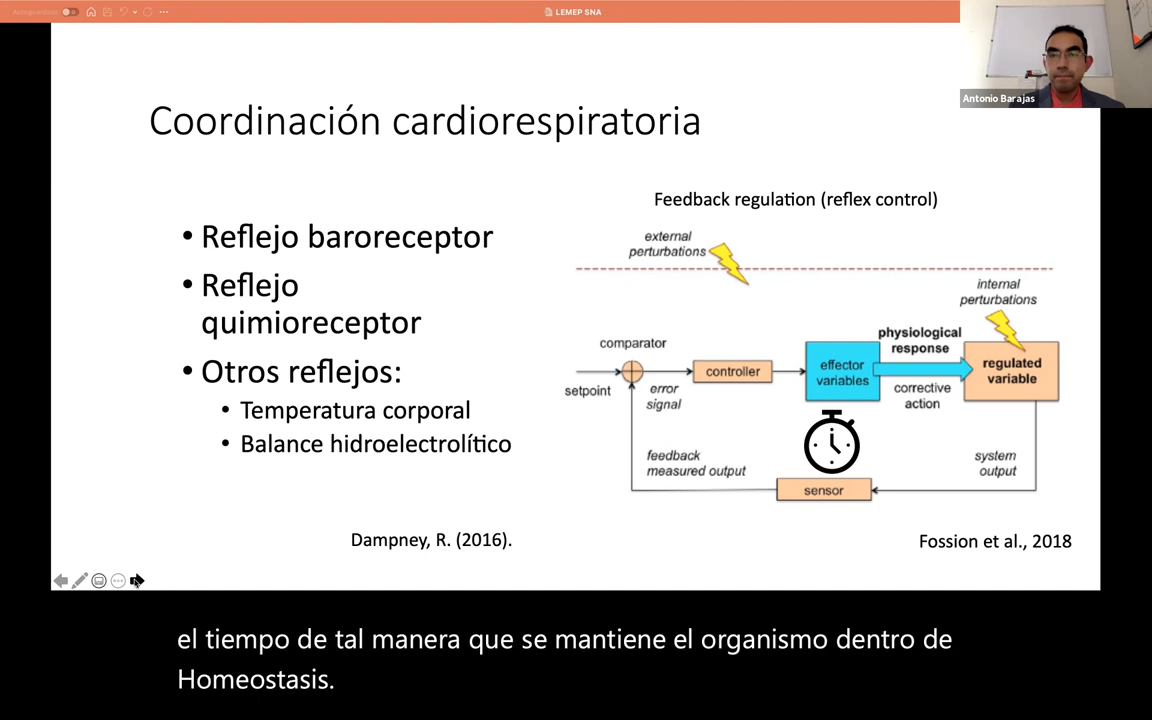 Autoguardado
LEMEP SNA
Antonio Barajas
Coordinación cardiorespiratoria
• Reflejo baroreceptor
• Reflejo
quimioreceptor
• Otros reflejos:
• Temperatura corporal
• Balance hidroelectrolítico
Dampney, R. (2016).
Feedback regulation (reflex control)
external
perturbations
internal
perturbations
comparator
setpoint
error
signal
controller
effector
variables
physiological
response
corrective
action
regulated
variable
feedback
measured output
sensor
system
output
Fossion et al., 2018
el tiempo de tal manera que se mantiene el organismo dentro de
Homeostasis.